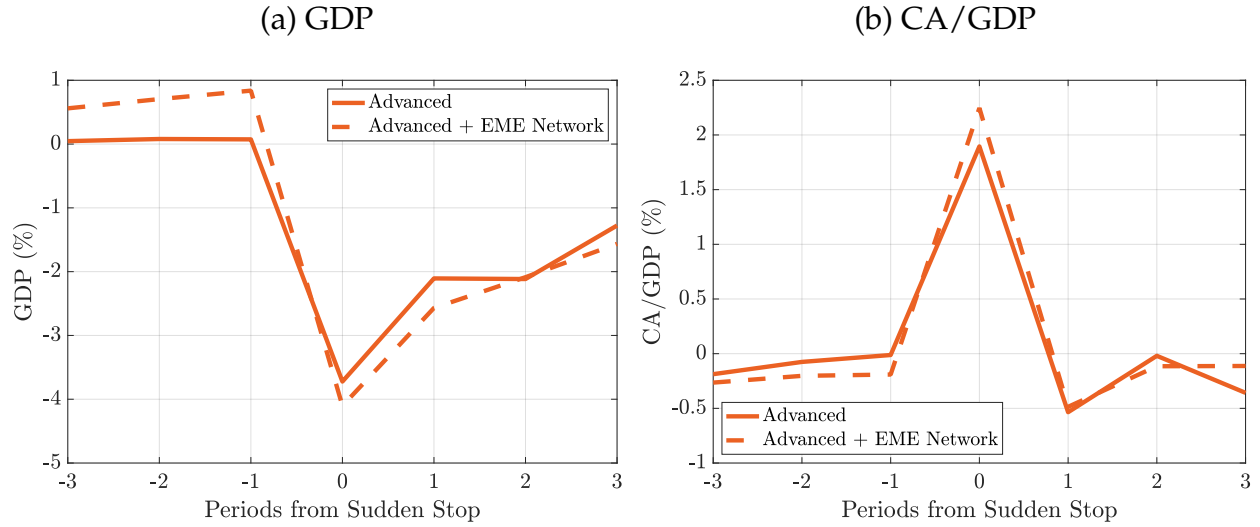 (a) GDP
1
0
-1
-2
-3
-4
-5
GDP (%)
Advanced
Advanced + EME Network
-3 -2 -1 0 1 2 3
Periods from Sudden Stop
(b) CA/GDP
2.5
2
1.5
1
0.5
0
-0.5
-1
CA/GDP (%)
Advanced
Advanced + EME Network
-3 -2 -1 0 1 2 3
Periods from Sudden Stop